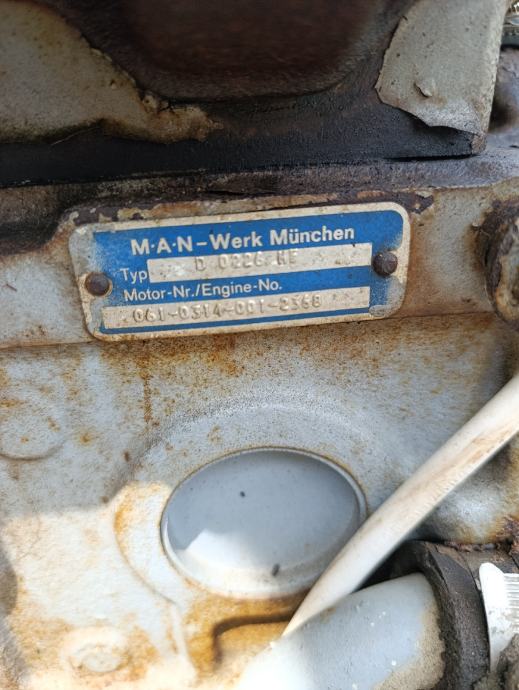 M·A·N-Werk München
Typ D 0226 ME
Motor-Nr./Engine-No.
061-0314-001-2368